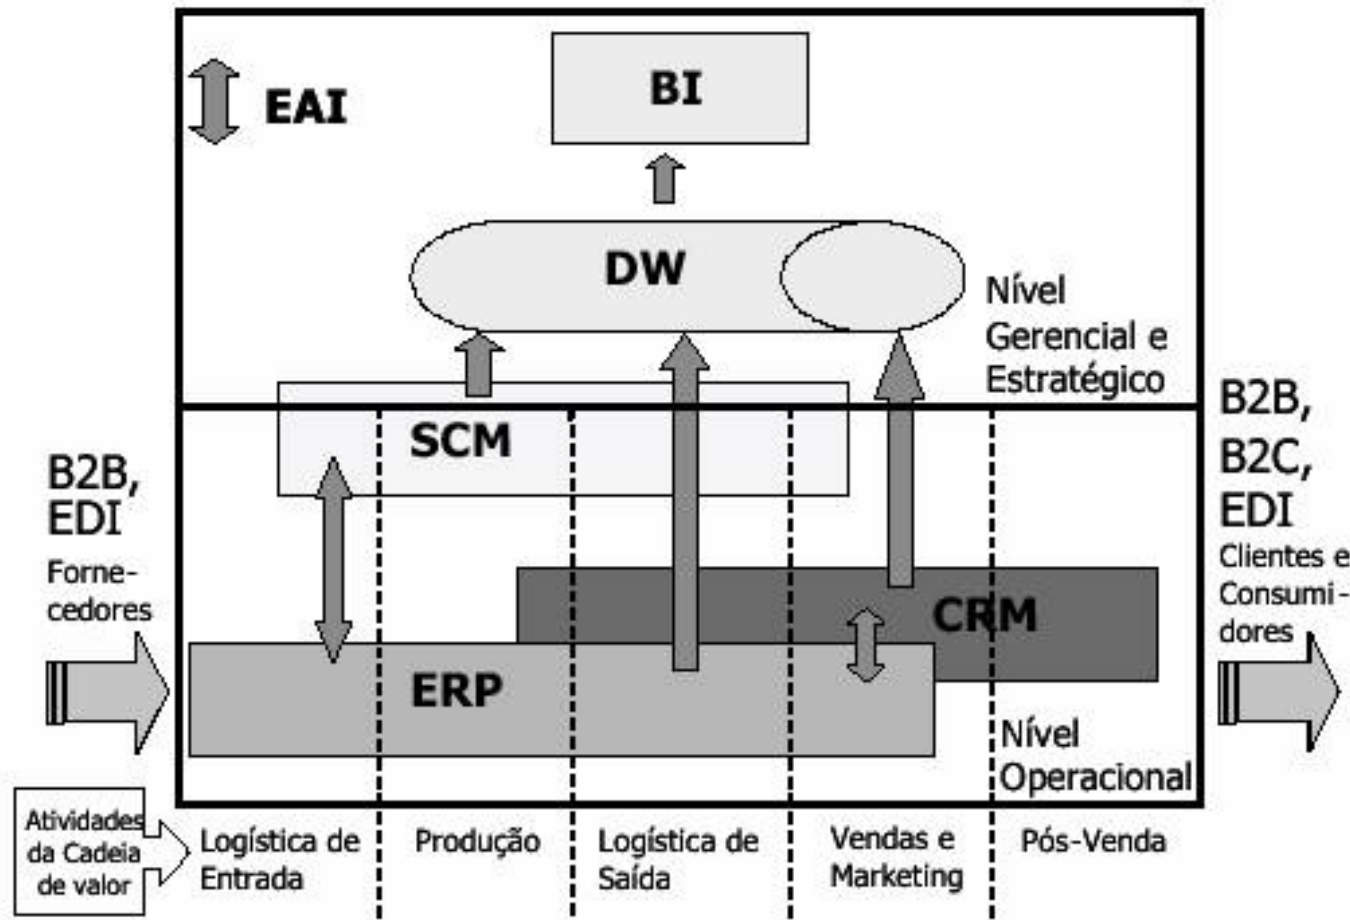 EAI
BI
DW
Nível
Gerencial e
Estratégico
SCM
B2B,
EDI
Forne-
cedores
B2B,
B2C,
EDI
Clientes e
Consumi-
dores
CRM
ERP
Nível
Operacional
Atividades
da Cadeia
de valor
Logística de
Entrada
Produção
Logística de
Saída
Vendas e
Marketing
Pós-Venda